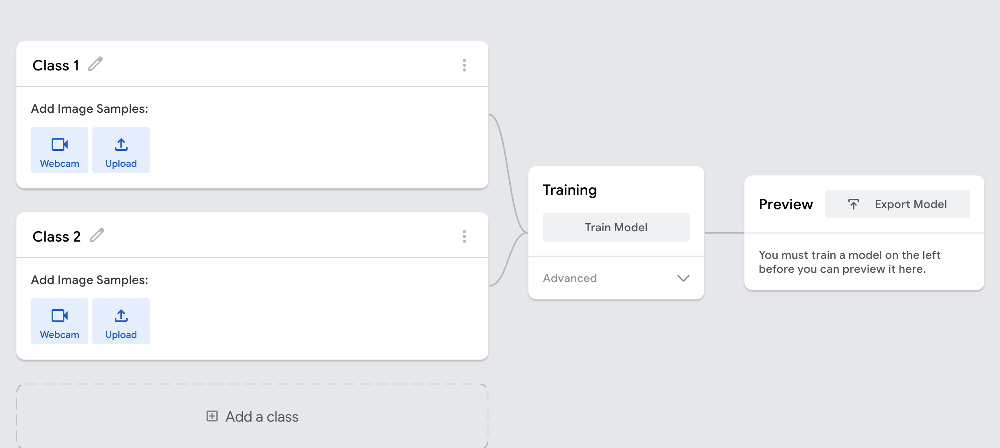 Class 1
Add Image Samples:
Webcam
Upload
Class 2
Add Image Samples:
Webcam
Upload
Add a class
Training
Train Model
Advanced
Preview
Export Model
You must train a model on the left
before you can preview it here.